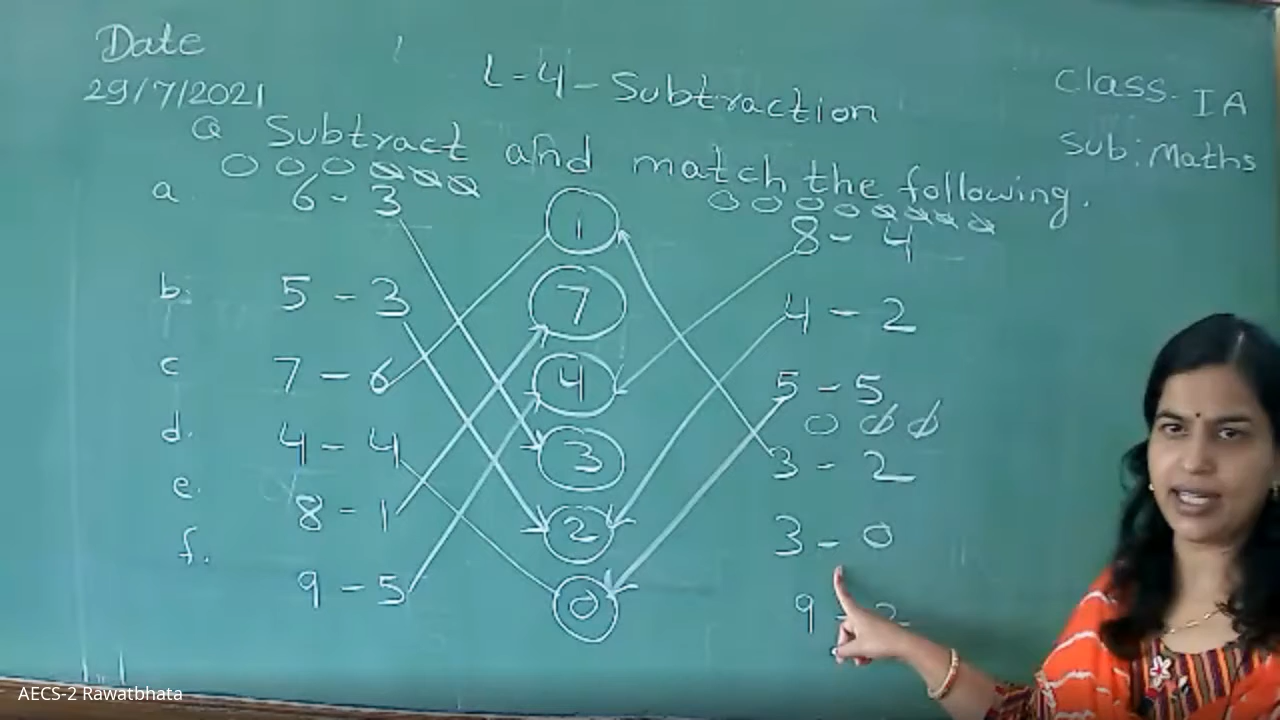 Date
29/7/2021
L-4-Subtraction
Class- I A
Sub: Maths
Q Subtract and match the following.
a. 6 - 3 1 8 - 4
b. 5 - 3 7 4 - 2
c 7 - 6 4 5 - 5
d. 4 - 4 3 3 - 2
e. 8 - 1 2 3 - 0
f. 9 - 5 0 9 - 2
AECS-2 Rawatbhata